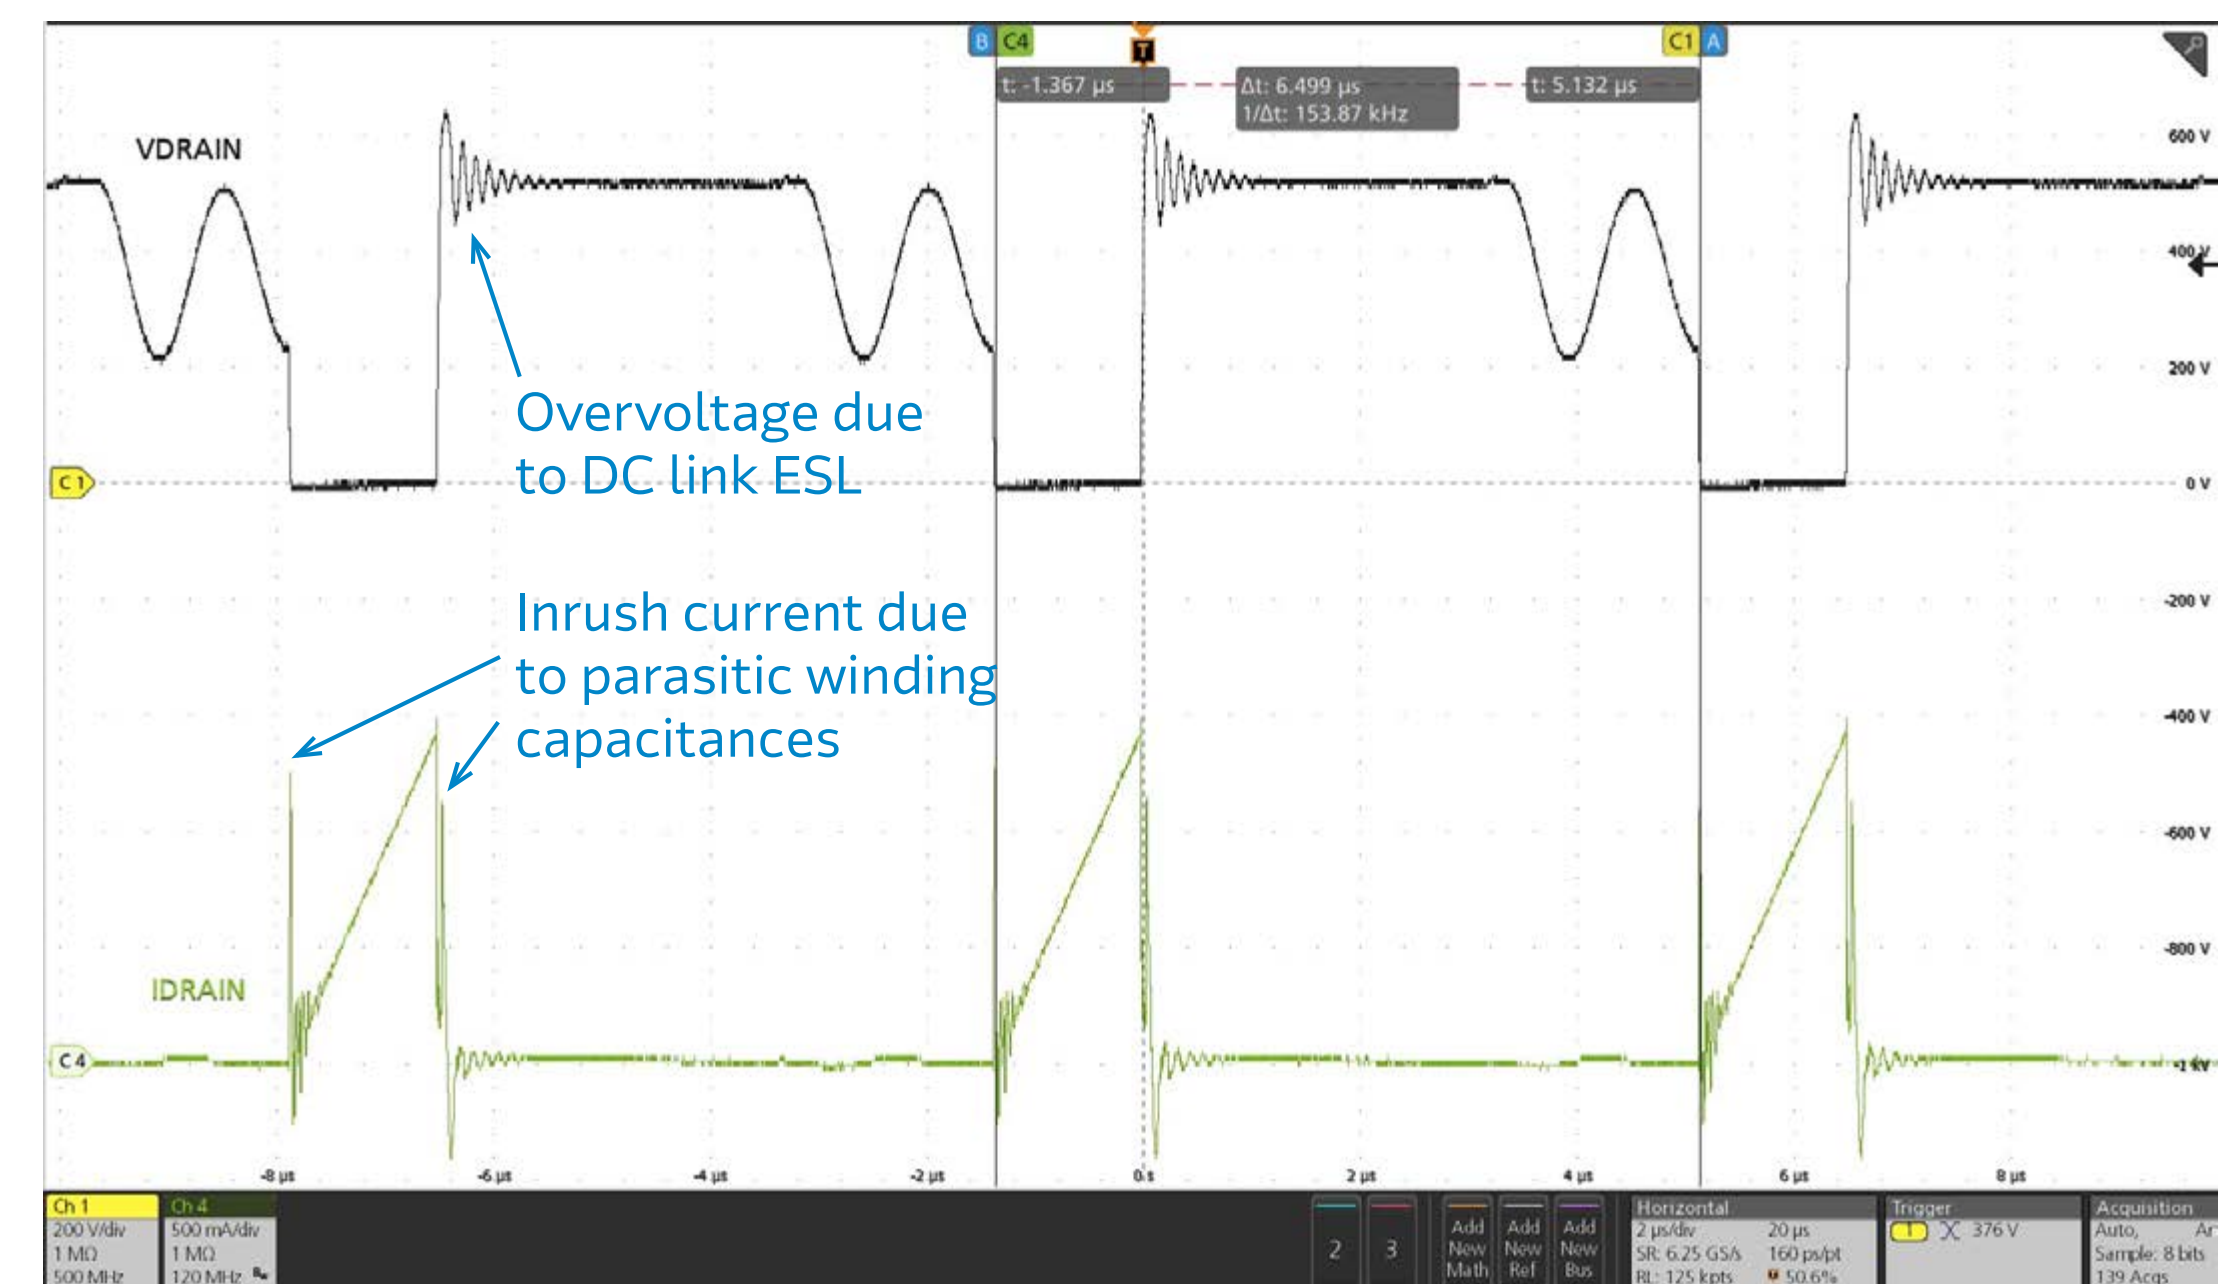 B C4
T
C1 A
t: -1.367 µs
Δt: 6.499 µs
1/Δt: 153.87 kHz
t: 5.132 µs
VDRAIN
600 V
400 V
200 V
Overvoltage due
to DC link ESL
C 1
0 V
Inrush current due
to parasitic winding
capacitances
-200 V
-400 V
-600 V
-800 V
IDRAIN
C 4
-1 kV
-8 µs
-6 µs
-4 µs
-2 µs
0 s
2 µs
4 µs
6 µs
8 µs
Ch 1
200 V/div
1 MΩ
500 MHz
Ch 4
500 mA/div
1 MΩ
120 MHz
2
3
Add
New
Math
Add
New
Ref
Add
New
Bus
Horizontal
2 µs/div 20 µs
SR: 6.25 GS/s 160 ps/pt
RL: 125 kpts 50.6%
Trigger
1 376 V
Acquisition
Auto,
Sample: 8 bits
139 Acqs